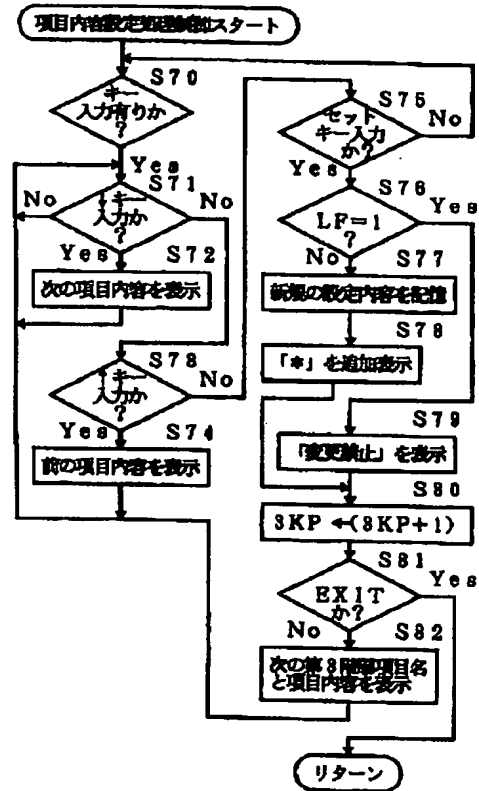 項目内容設定処理制御スタート
S70
キー
入力有りか
?
Yes
S71
No
↓キー
入力か
?
No
Yes
S72
次の項目内容を表示
S73
↑キー
入力か
?
No
Yes
S74
前の項目内容を表示
S75
セット
キー入力
か?
No
Yes
S76
LF=1
?
Yes
No
S77
新規の設定内容を記憶
S78
「*」を追加表示
S79
「変更禁止」を表示
S80
3KP←(3KP+1)
S81
EXIT
か?
Yes
No
S82
次の第3階層項目名
と項目内容を表示
リターン